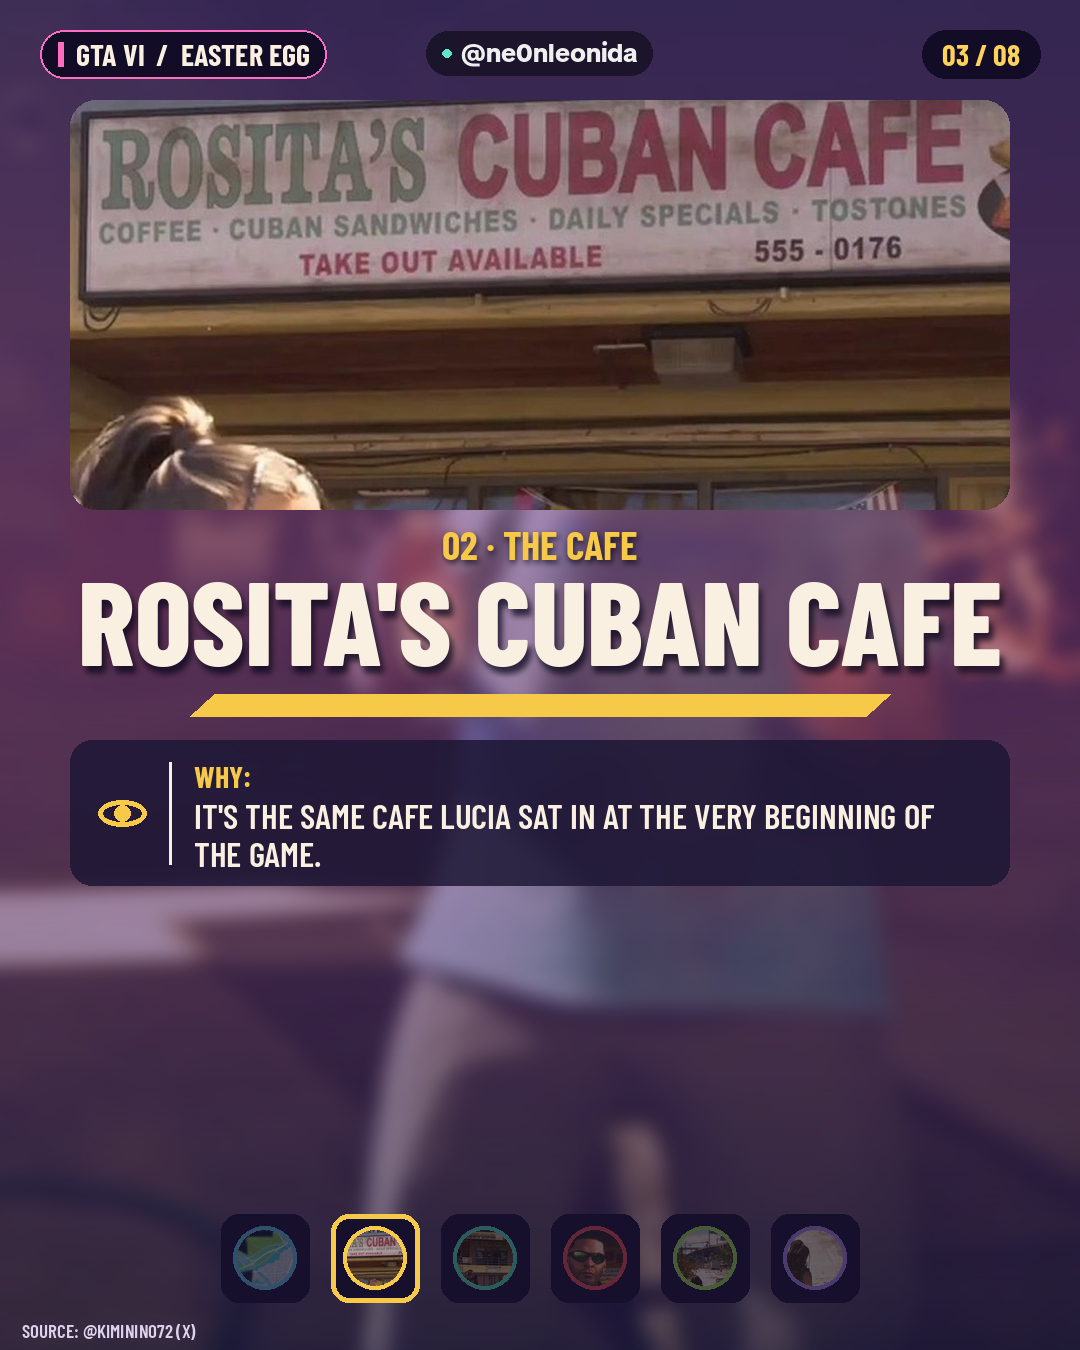 GTA VI / EASTER EGG
@ne0nleonida
03 / 08
ROSITA'S CUBAN CAFE
COFFEE · CUBAN SANDWICHES · DAILY SPECIALS · TOSTONES
TAKE OUT AVAILABLE 555 - 0176
02 · THE CAFE
ROSITA'S CUBAN CAFE
WHY:
IT'S THE SAME CAFE LUCIA SAT IN AT THE VERY BEGINNING OF
THE GAME.
SOURCE: @KIMININ072 (X)